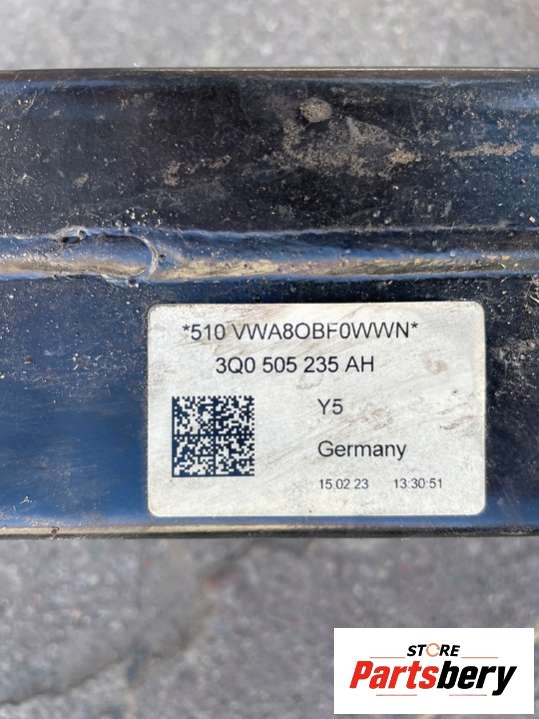 *510 VWA8OBF0WWN*
3Q0 505 235 AH
Y5
Germany
15.02.23 13:30:51
STORE
Partsbery